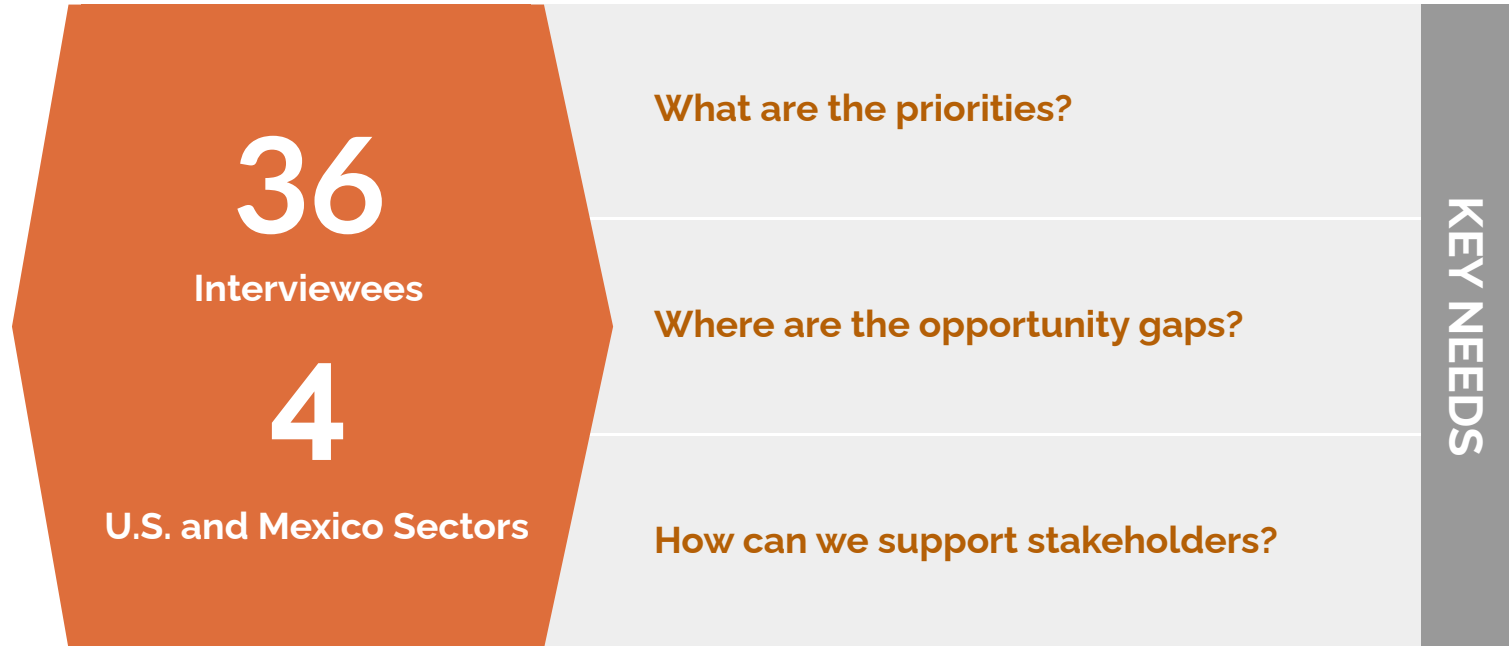 36
Interviewees
4
U.S. and Mexico Sectors
What are the priorities?
Where are the opportunity gaps?
How can we support stakeholders?
KEY NEEDS